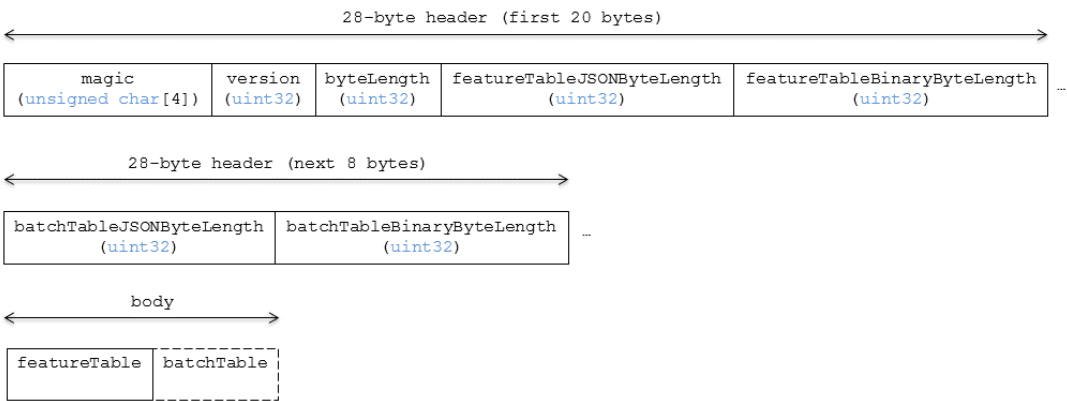 28-byte header (first 20 bytes)
magic version byteLength featureTableJSONByteLength featureTableBinaryByteLength
(unsigned char[4]) (uint32) (uint32) (uint32) (uint32) …
28-byte header (next 8 bytes)
batchTableJSONByteLength batchTableBinaryByteLength
(uint32) (uint32) …
body
featureTable batchTable